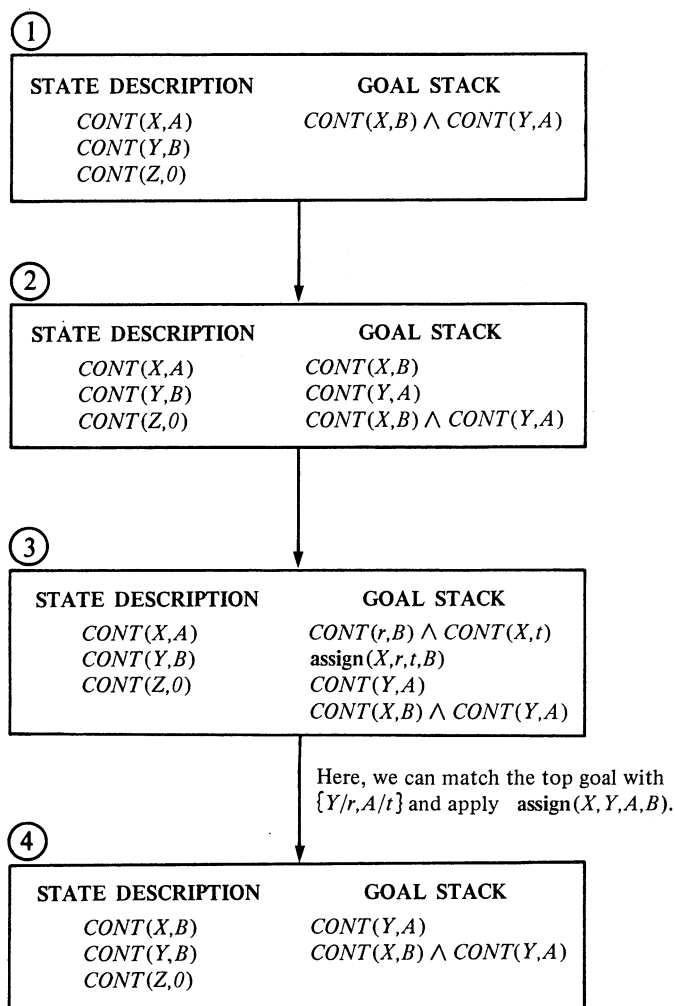 1
STATE DESCRIPTION GOAL STACK
CONT(X,A) CONT(X,B) ∧ CONT(Y,A)
CONT(Y,B)
CONT(Z,0)
2
STATE DESCRIPTION GOAL STACK
CONT(X,A) CONT(X,B)
CONT(Y,B) CONT(Y,A)
CONT(Z,0) CONT(X,B) ∧ CONT(Y,A)
3
STATE DESCRIPTION GOAL STACK
CONT(X,A) CONT(r,B) ∧ CONT(X,t)
CONT(Y,B) assign(X,r,t,B)
CONT(Z,0) CONT(Y,A)
CONT(X,B) ∧ CONT(Y,A)
Here, we can match the top goal with
{Y/r,A/t} and apply assign(X,Y,A,B).
4
STATE DESCRIPTION GOAL STACK
CONT(X,B) CONT(Y,A)
CONT(Y,B) CONT(X,B) ∧ CONT(Y,A)
CONT(Z,0)